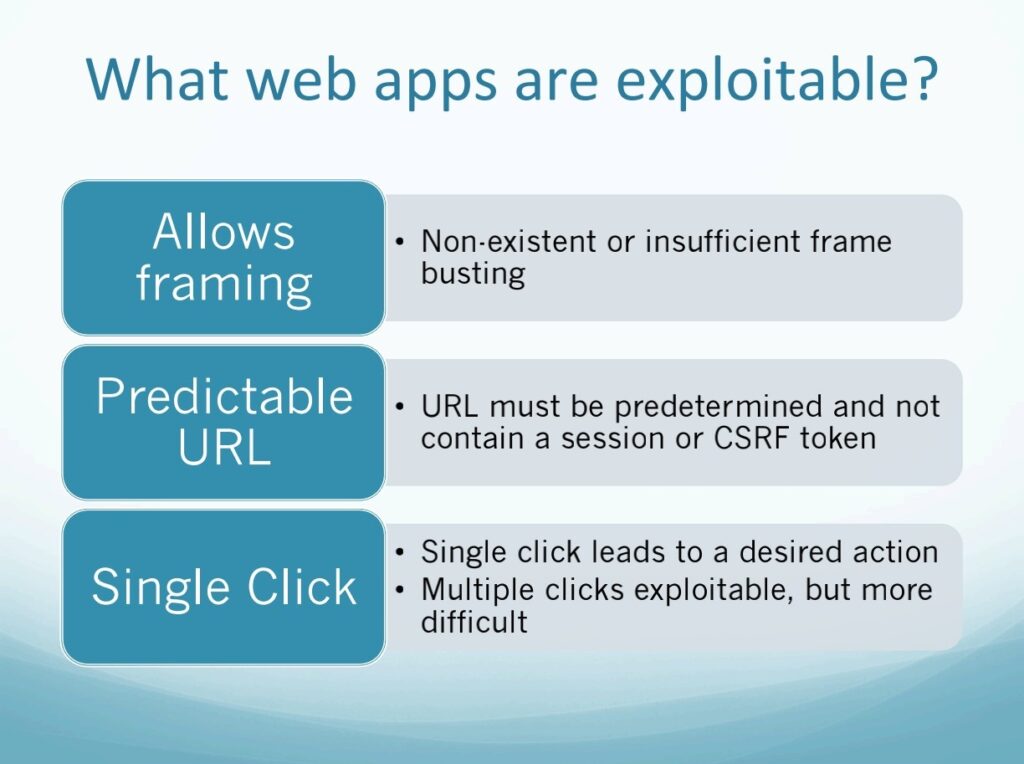 What web apps are exploitable?
Allows
framing
• Non-existent or insufficient frame
busting
Predictable
URL
• URL must be predetermined and not
contain a session or CSRF token
Single Click
• Single click leads to a desired action
• Multiple clicks exploitable, but more
difficult